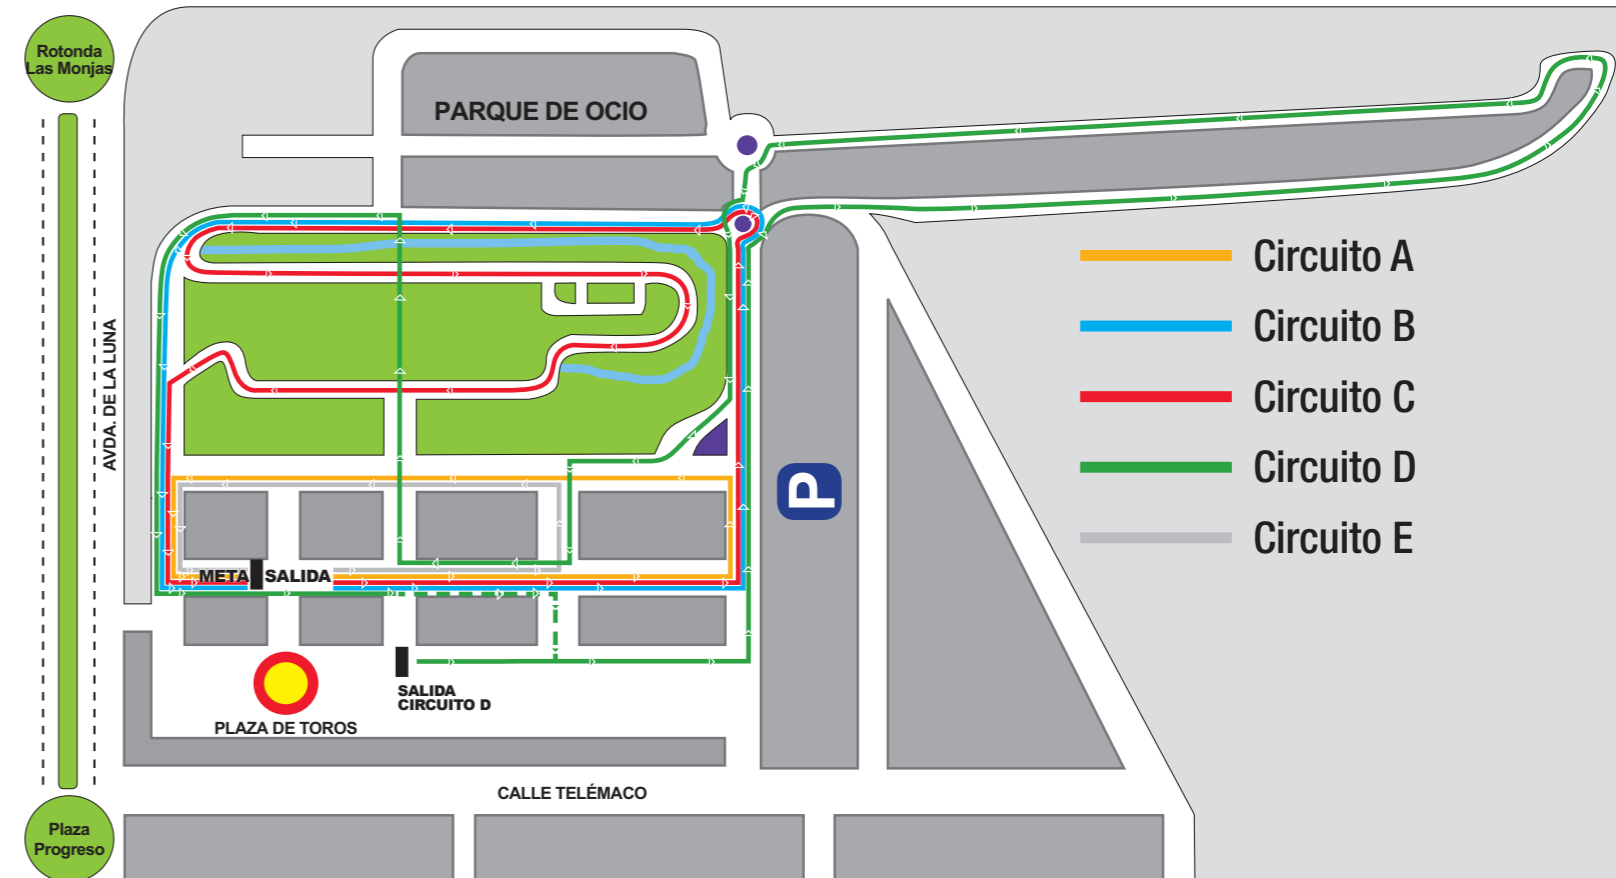 Rotonda
Las Monjas
PARQUE DE OCIO
AVDA. DE LA LUNA
Circuito A
Circuito B
Circuito C
Circuito D
Circuito E
P
META SALIDA
SALIDA
CIRCUITO D
PLAZA DE TOROS
CALLE TELÉMACO
Plaza
Progreso